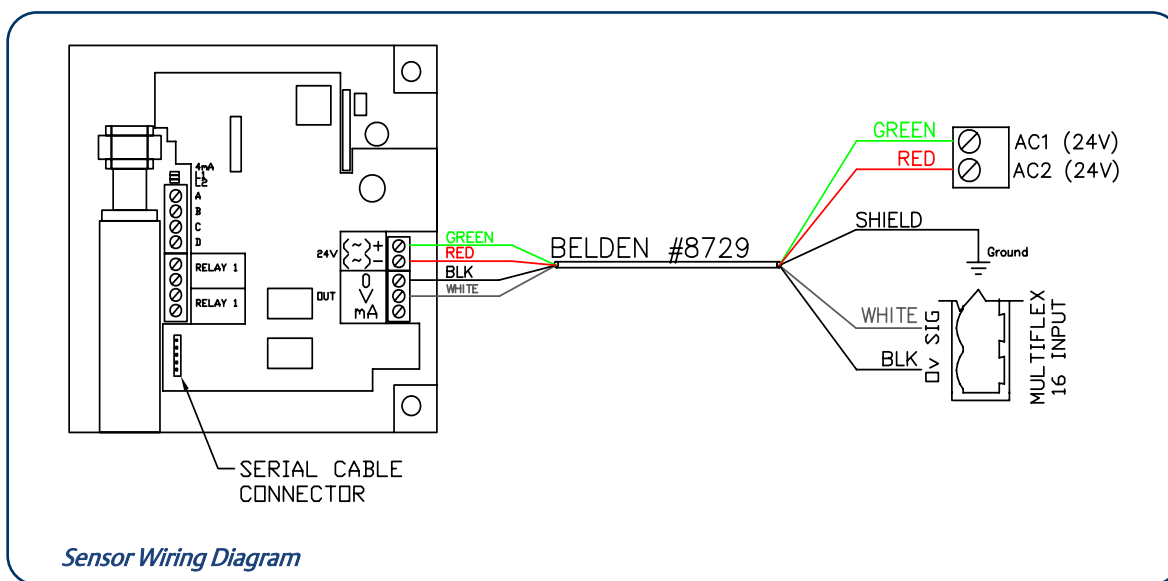 4mA
L1
L2
A
B
C
D
RELAY 1
RELAY 1
24V
(~)+
(~)-
OUT
0
V
mA
GREEN
RED
BLK
WHITE
BELDEN #8729
GREEN
RED
AC1 (24V)
AC2 (24V)
SHIELD
Ground
WHITE
BLK
SIG
0v
MULTIFLEX
16 INPUT
SERIAL CABLE
CONNECTOR
Sensor Wiring Diagram